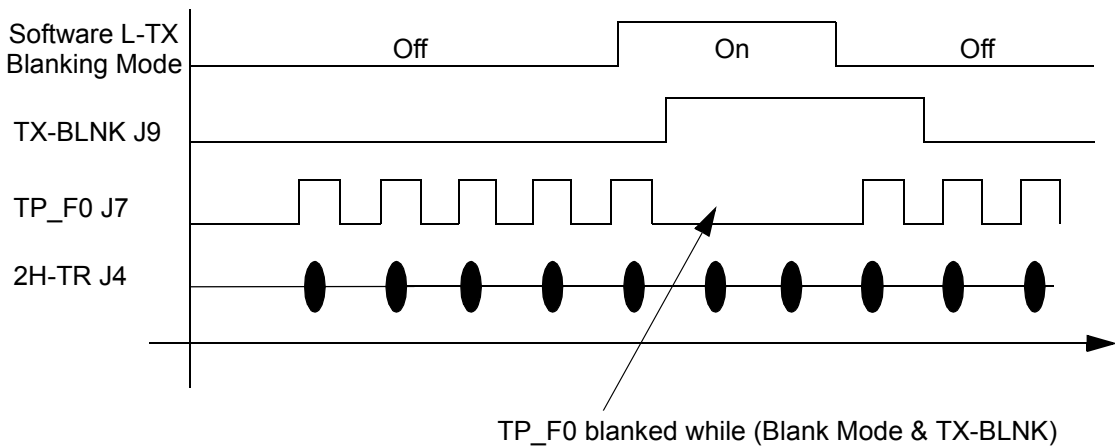 Software L-TX
Blanking Mode
Off
On
Off
TX-BLNK J9
TP_F0 J7
2H-TR J4
TP_F0 blanked while (Blank Mode & TX-BLNK)